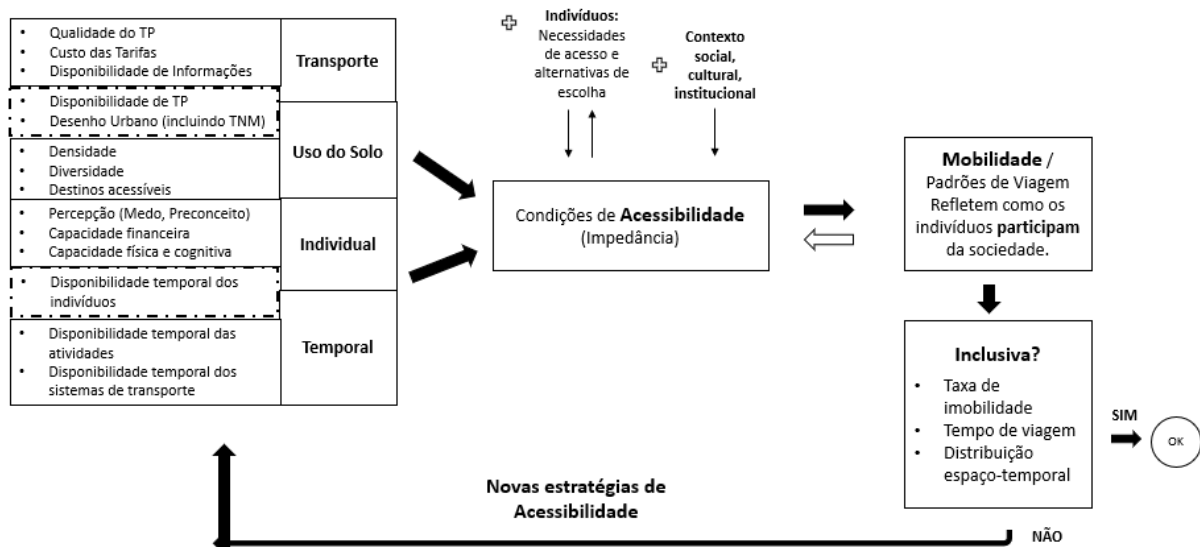 • Qualidade do TP
• Custo das Tarifas
• Disponibilidade de Informações
Transporte
• Disponibilidade de TP
• Desenho Urbano (incluindo TNM)
Uso do Solo
• Densidade
• Diversidade
• Destinos acessíveis
• Percepção (Medo, Preconceito)
• Capacidade financeira
• Capacidade física e cognitiva
Individual
• Disponibilidade temporal dos
indivíduos
• Disponibilidade temporal das
atividades
• Disponibilidade temporal dos
sistemas de transporte
Temporal
Indivíduos:
Necessidades
de acesso e
alternativas de
escolha
Contexto
social,
cultural,
institucional
Condições de Acessibilidade
(Impedância)
Mobilidade /
Padrões de Viagem
Refletem como os
indivíduos participam
da sociedade.
Inclusiva?
• Taxa de
imobilidade
• Tempo de viagem
• Distribuição
espaço-temporal
SIM
OK
NÃO
Novas estratégias de
Acessibilidade